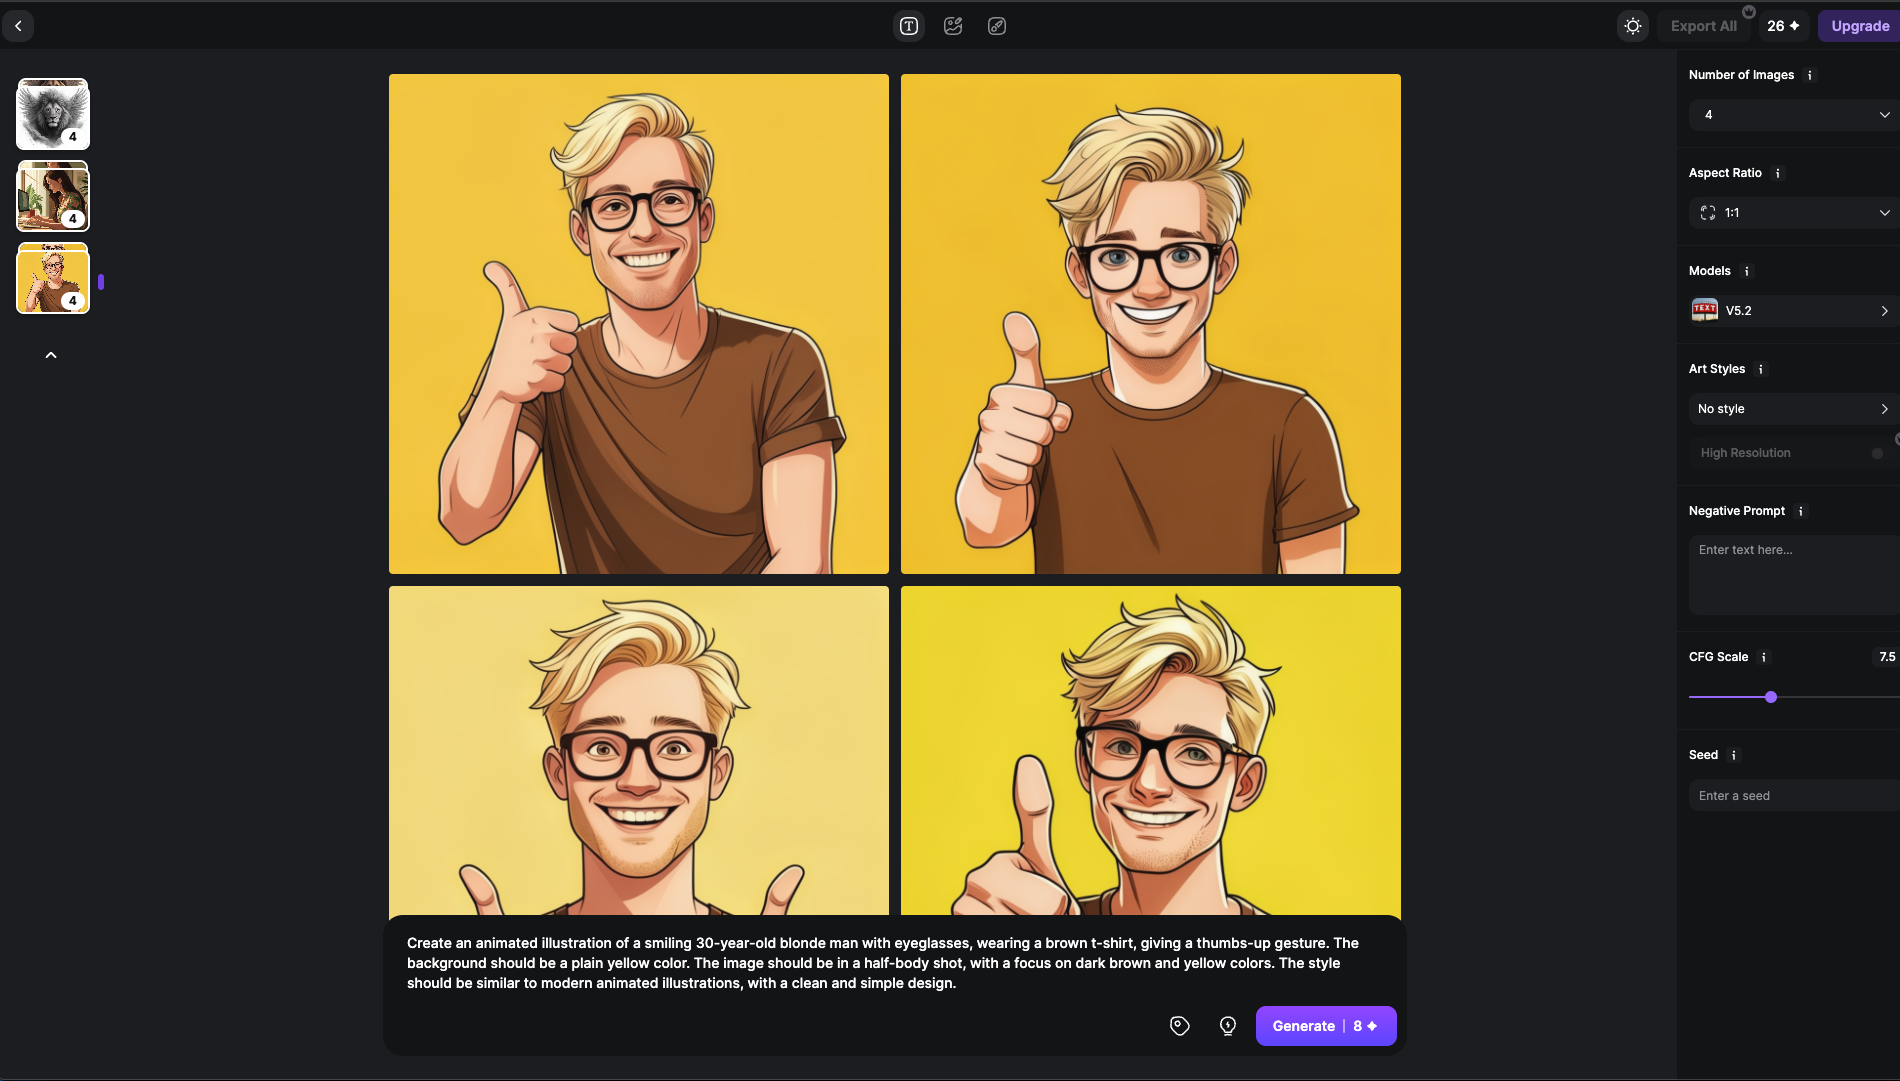 Export All
26
Upgrade
4
4
4
Number of Images
4
Aspect Ratio
1:1
Models
TEXT
V5.2
Art Styles
No style
High Resolution
Negative Prompt
Enter text here...
CFG Scale
7.5
Seed
Enter a seed
Create an animated illustration of a smiling 30-year-old blonde man with eyeglasses, wearing a brown t-shirt, giving a thumbs-up gesture. The
background should be a plain yellow color. The image should be in a half-body shot, with a focus on dark brown and yellow colors. The style
should be similar to modern animated illustrations, with a clean and simple design.
Generate | 8